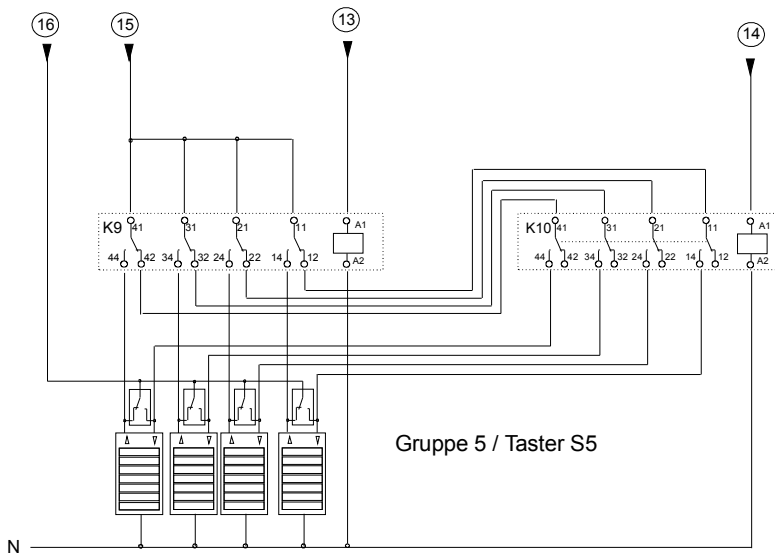 16 15 13 14
K9 41 31 21 11 A1
44 42 34 32 24 22 14 12 A2
K10 41 31 21 11 A1
44 42 34 32 24 22 14 12 A2
Gruppe 5 / Taster S5
N